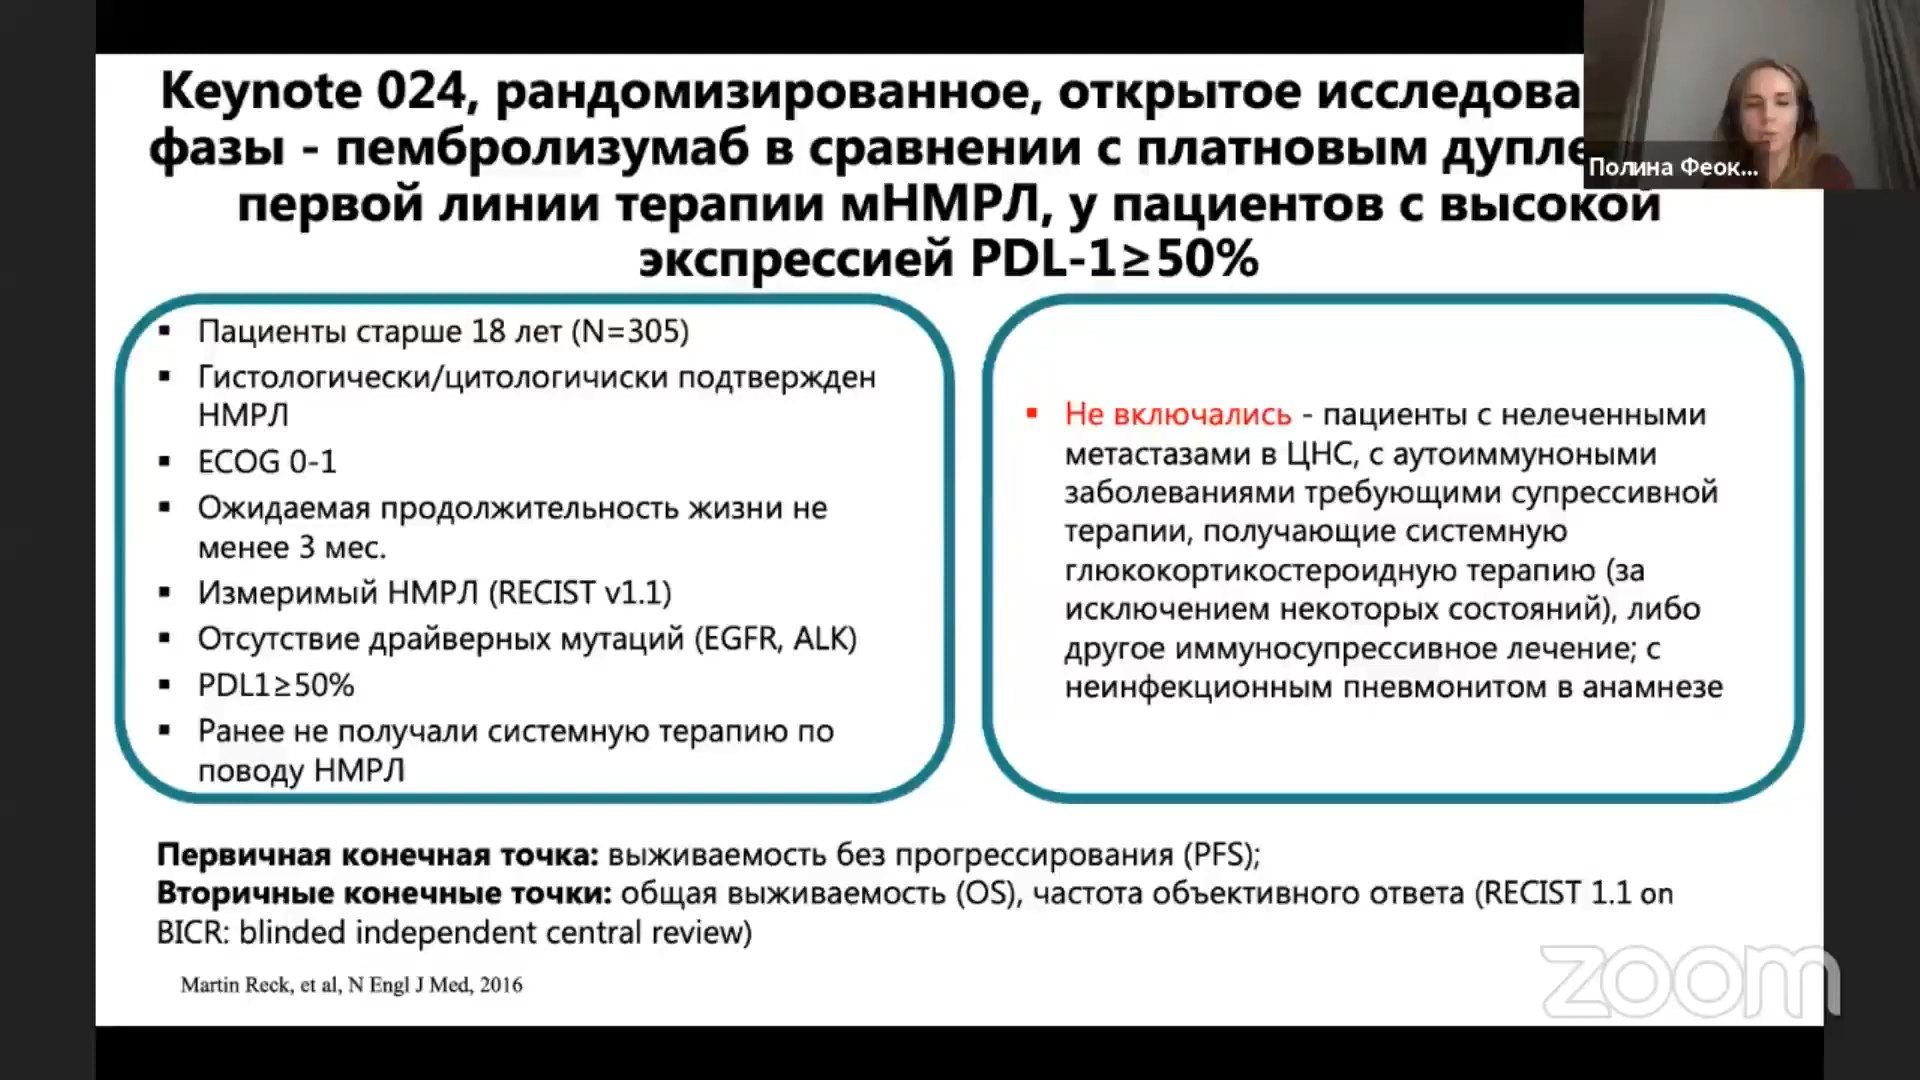 Keynote 024, рандомизированное, открытое
фазы - пембролизумаб в сравнении с платновым
первой линии терапии мНМРЛ, у пациентов с высокой
экспрессией PDL-1≥50%
Полина Феок...
▪ Пациенты старше 18 лет (N=305)
▪ Гистологически/цитологичиски подтвержден
НМРЛ
▪ ECOG 0-1
▪ Ожидаемая продолжительность жизни не
менее 3 мес.
▪ Измеримый НМРЛ (RECIST v1.1)
▪ Отсутствие драйверных мутаций (EGFR, ALK)
▪ PDL1≥50%
▪ Ранее не получали системную терапию по
поводу НМРЛ
▪ Не включались - пациенты с нелеченными
метастазами в ЦНС, с аутоиммуноными
заболеваниями требующими супрессивной
терапии, получающие системную
глюкокортикостероидную терапию (за
исключением некоторых состояний), либо
другое иммуносупрессивное лечение; с
неинфекционным пневмонитом в анамнезе
Первичная конечная точка: выживаемость без прогрессирования (PFS);
Вторичные конечные точки: общая выживаемость (OS), частота объективного ответа (RECIST 1.1 on
BICR: blinded independent central review)
Martin Reck, et al, N Engl J Med, 2016
zoom